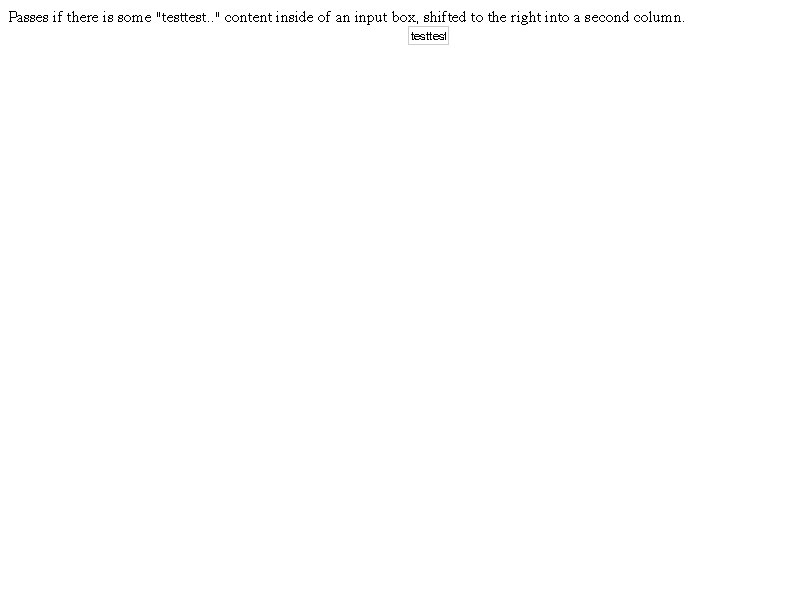 Passes if there is some "testtest.." content inside of an input box, shifted to the right into a second column.
testtest